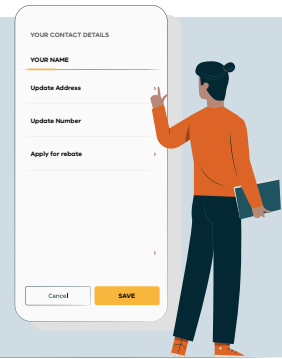 YOUR CONTACT DETAILS
YOUR NAME
Update Address
Update Number
Apply for rebate
Cancel
SAVE